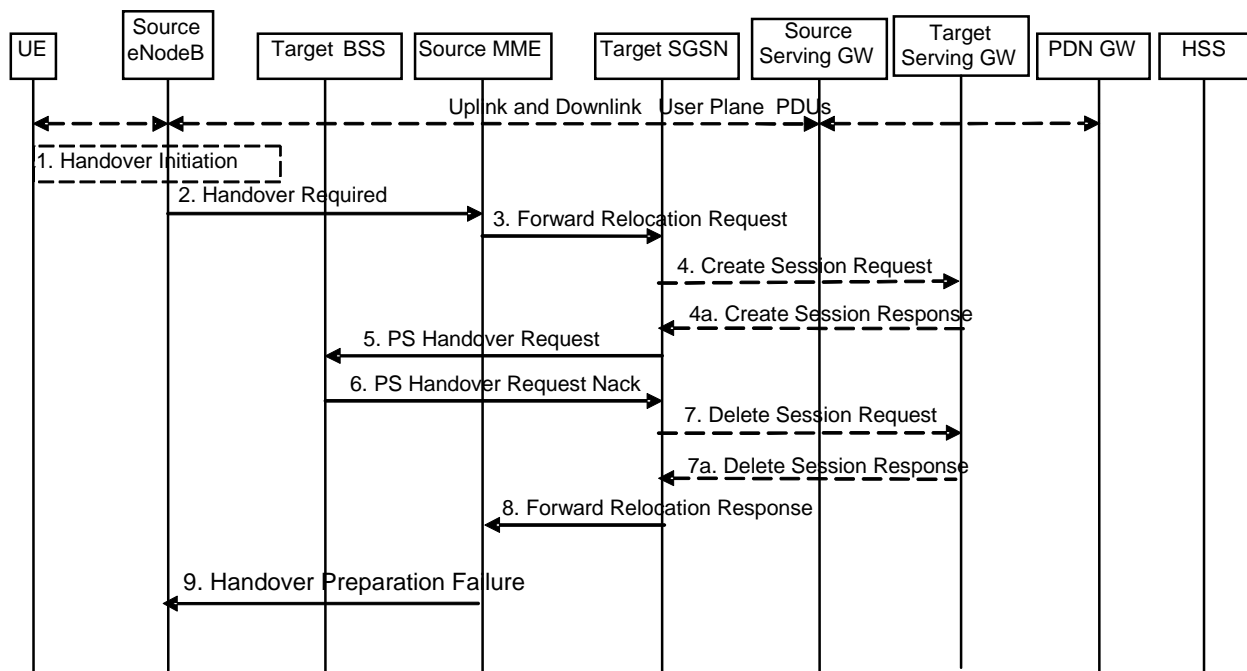 UE
Source
eNodeB
Target BSS
Source MME
Target SGSN
Source
Serving GW
Target
Serving GW
PDN GW
HSS
Uplink and Downlink User Plane PDUs
1. Handover Initiation
2. Handover Required
3. Forward Relocation Request
4. Create Session Request
4a. Create Session Response
5. PS Handover Request
6. PS Handover Request Nack
7. Delete Session Request
7a. Delete Session Response
8. Forward Relocation Response
9. Handover Preparation Failure